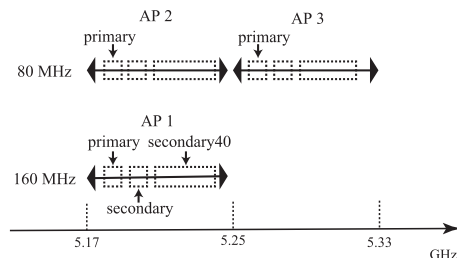 AP 2
AP 3
primary
primary
80 MHz
AP 1
primary
secondary40
160 MHz
secondary
5.17
5.25
5.33
GHz